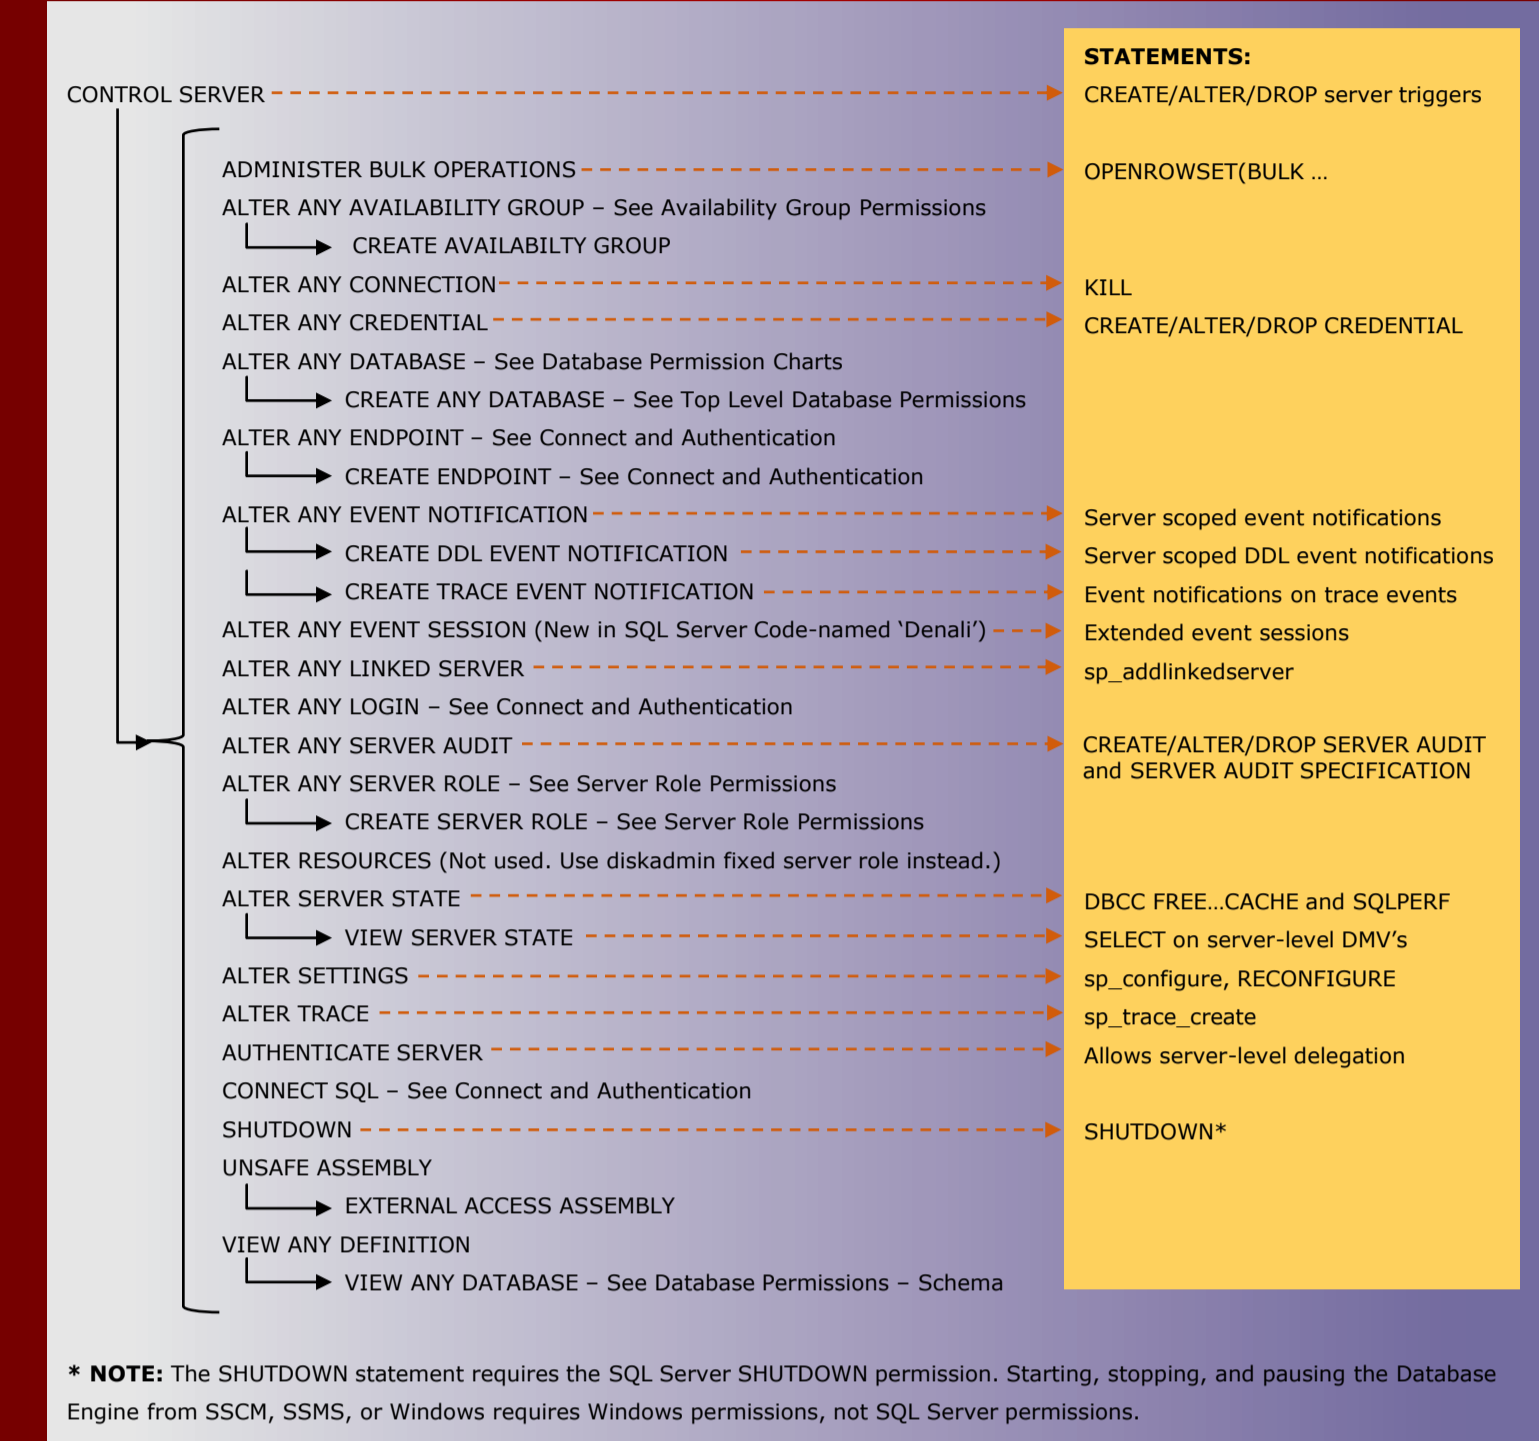 STATEMENTS:
CONTROL SERVER CREATE/ALTER/DROP server triggers
ADMINISTER BULK OPERATIONS OPENROWSET(BULK …
ALTER ANY AVAILABILITY GROUP – See Availability Group Permissions
CREATE AVAILABILTY GROUP
ALTER ANY CONNECTION KILL
ALTER ANY CREDENTIAL CREATE/ALTER/DROP CREDENTIAL
ALTER ANY DATABASE – See Database Permission Charts
CREATE ANY DATABASE – See Top Level Database Permissions
ALTER ANY ENDPOINT – See Connect and Authentication
CREATE ENDPOINT – See Connect and Authentication
ALTER ANY EVENT NOTIFICATION Server scoped event notifications
CREATE DDL EVENT NOTIFICATION Server scoped DDL event notifications
CREATE TRACE EVENT NOTIFICATION Event notifications on trace events
ALTER ANY EVENT SESSION (New in SQL Server Code-named ‘Denali’) Extended event sessions
ALTER ANY LINKED SERVER sp_addlinkedserver
ALTER ANY LOGIN – See Connect and Authentication
ALTER ANY SERVER AUDIT CREATE/ALTER/DROP SERVER AUDIT
and SERVER AUDIT SPECIFICATION
ALTER ANY SERVER ROLE – See Server Role Permissions
CREATE SERVER ROLE – See Server Role Permissions
ALTER RESOURCES (Not used. Use diskadmin fixed server role instead.)
ALTER SERVER STATE DBCC FREE…CACHE and SQLPERF
VIEW SERVER STATE SELECT on server-level DMV’s
ALTER SETTINGS sp_configure, RECONFIGURE
ALTER TRACE sp_trace_create
AUTHENTICATE SERVER Allows server-level delegation
CONNECT SQL – See Connect and Authentication
SHUTDOWN SHUTDOWN*
UNSAFE ASSEMBLY
EXTERNAL ACCESS ASSEMBLY
VIEW ANY DEFINITION
VIEW ANY DATABASE – See Database Permissions – Schema
* NOTE: The SHUTDOWN statement requires the SQL Server SHUTDOWN permission. Starting, stopping, and pausing the Database
Engine from SSCM, SSMS, or Windows requires Windows permissions, not SQL Server permissions.